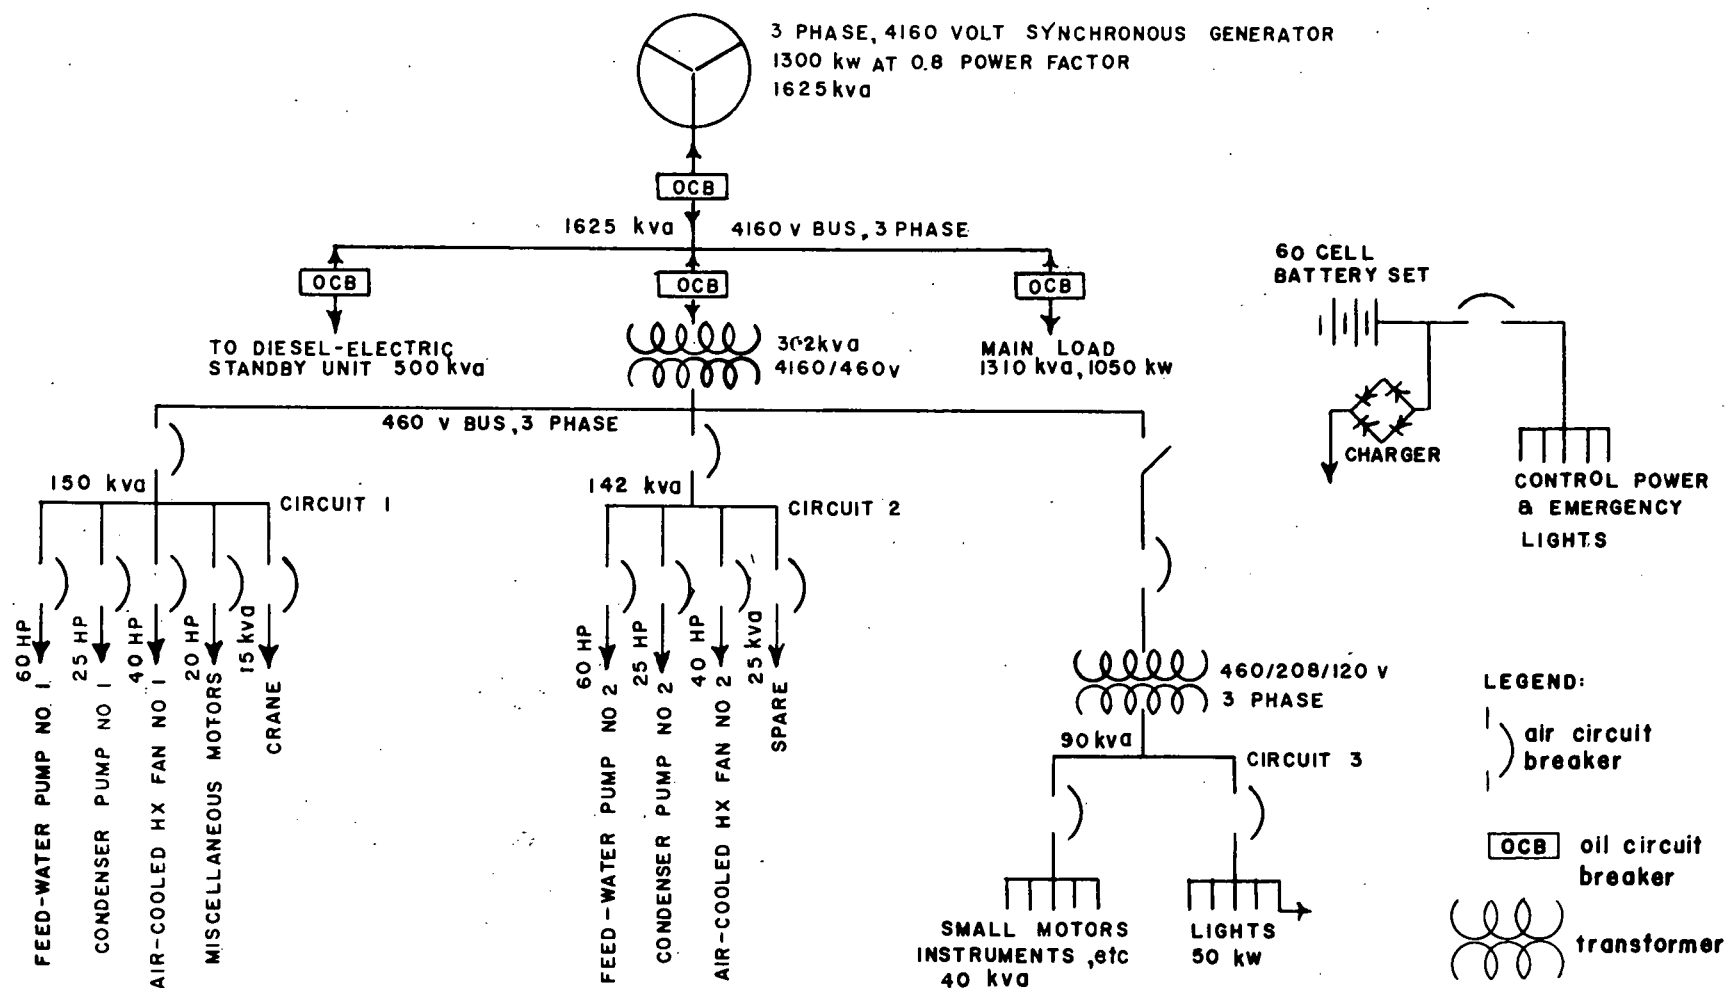 3 PHASE, 4160 VOLT SYNCHRONOUS GENERATOR
1300 kw AT 0.8 POWER FACTOR
1625 kva
OCB
1625 kva
4160 V BUS, 3 PHASE
OCB
OCB
OCB
TO DIESEL-ELECTRIC
STANDBY UNIT 500 kva
302 kva
4160/460 V
MAIN LOAD
1310 kva, 1050 kw
60 CELL
BATTERY SET
CHARGER
CONTROL POWER
& EMERGENCY
LIGHTS
460 V BUS, 3 PHASE
150 kva
CIRCUIT 1
60 HP
FEED-WATER PUMP NO. 1
25 HP
CONDENSER PUMP NO 1
40 HP
AIR-COOLED HX FAN NO 1
20 HP
MISCELLANEOUS MOTORS
15 kva
CRANE
142 kva
CIRCUIT 2
60 HP
FEED-WATER PUMP NO 2
25 HP
CONDENSER PUMP NO 2
40 HP
AIR-COOLED HX FAN NO 2
25 kva
SPARE
460/208/120 V
3 PHASE
90 kva
CIRCUIT 3
SMALL MOTORS
INSTRUMENTS, etc
40 kva
LIGHTS
50 kw
LEGEND:
air circuit
breaker
OCB
oil circuit
breaker
transformer